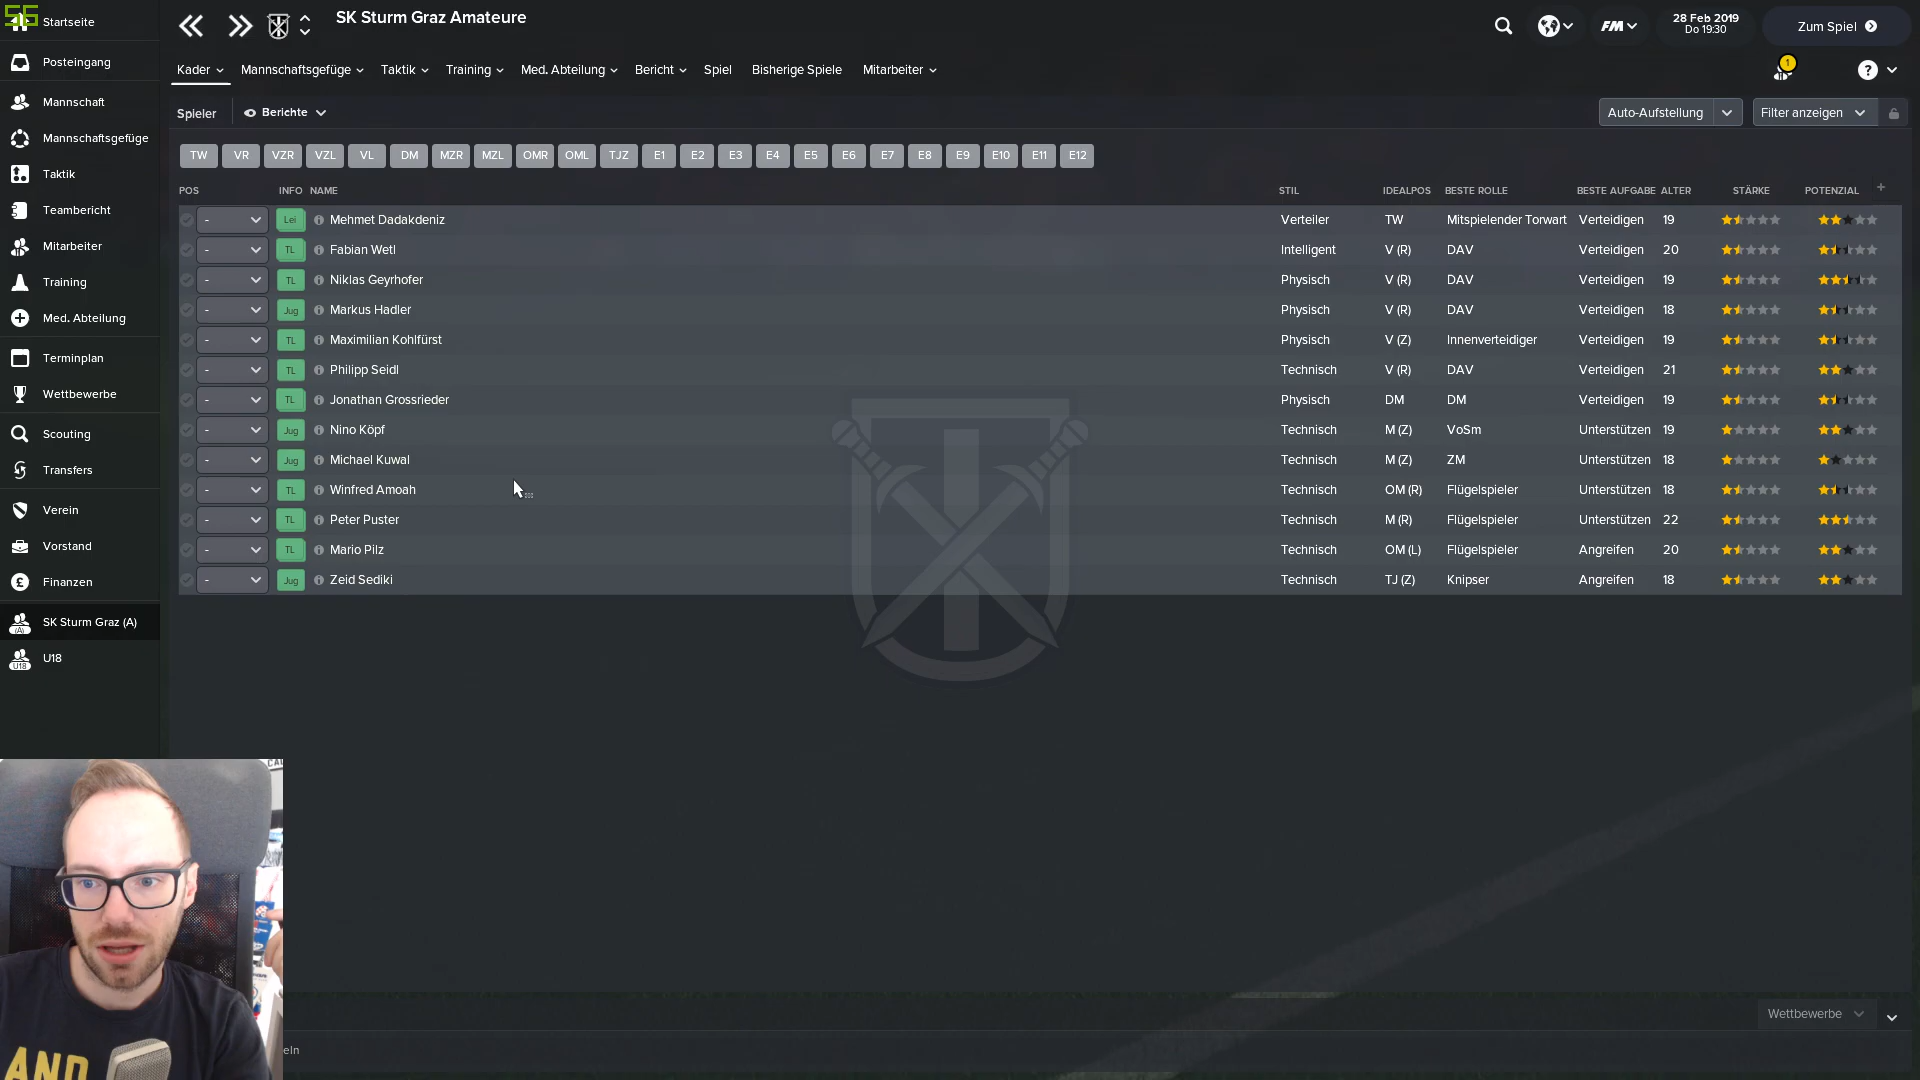 56
Startseite
Posteingang
Mannschaft
Mannschaftsgefüge
Taktik
Teambericht
Mitarbeiter
Training
Med. Abteilung
Terminplan
Wettbewerbe
Scouting
Transfers
Verein
Vorstand
Finanzen
SK Sturm Graz (A)
U18
SK Sturm Graz Amateure
FM
28 Feb 2019
Do 19:30
Zum Spiel
Kader Mannschaftsgefüge Taktik Training Med. Abteilung Bericht Spiel Bisherige Spiele Mitarbeiter
1
?
Spieler Berichte Auto-Aufstellung Filter anzeigen
TW VR VZR VZL VL DM MZR MZL OMR OML TJZ E1 E2 E3 E4 E5 E6 E7 E8 E9 E10 E11 E12
POS INFO NAME STIL IDEALPOS BESTE ROLLE BESTE AUFGABE ALTER STÄRKE POTENZIAL +
- Lei Mehmet Dadakdeniz Verteiler TW Mitspielender Torwart Verteidigen 19
- TL Fabian Wetl Intelligent V (R) DAV Verteidigen 20
- TL Niklas Geyrhofer Physisch V (R) DAV Verteidigen 19
- Jug Markus Hadler Physisch V (R) DAV Verteidigen 18
- TL Maximilian Kohlfürst Physisch V (Z) Innenverteidiger Verteidigen 19
- TL Philipp Seidl Technisch V (R) DAV Verteidigen 21
- TL Jonathan Grossrieder Physisch DM DM Verteidigen 19
- Jug Nino Köpf Technisch M (Z) VoSm Unterstützen 19
- Jug Michael Kuwal Technisch M (Z) ZM Unterstützen 18
- TL Winfred Amoah Technisch OM (R) Flügelspieler Unterstützen 18
- TL Peter Puster Technisch M (R) Flügelspieler Unterstützen 22
- TL Mario Pilz Technisch OM (L) Flügelspieler Angreifen 20
- Jug Zeid Sediki Technisch TJ (Z) Knipser Angreifen 18
Wettbewerbe
eln
AND